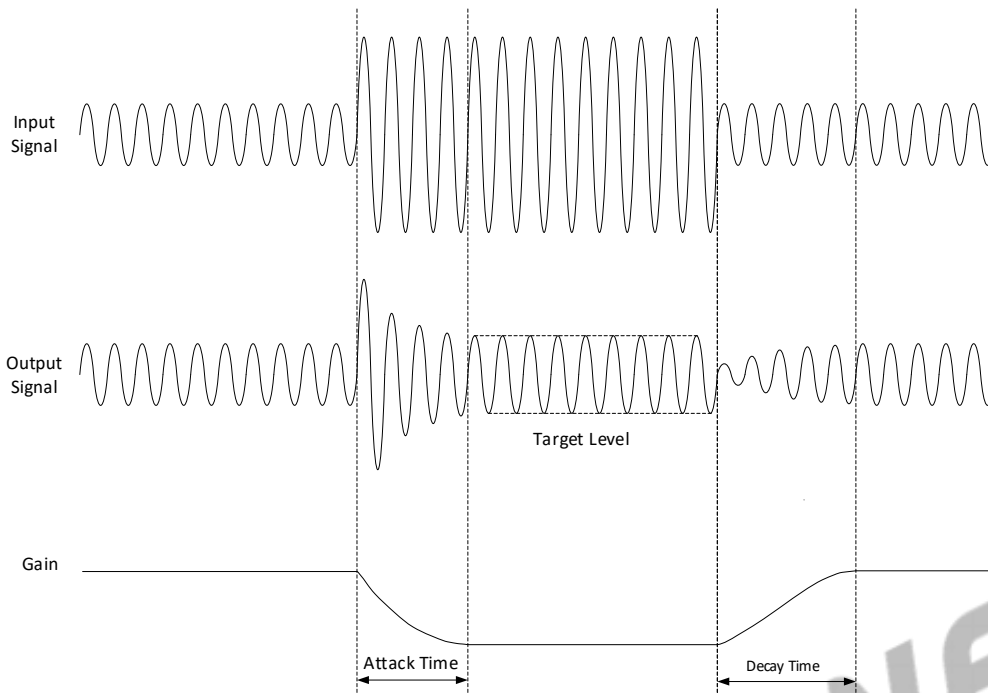 Input
Signal
Output
Signal
Target Level
Gain
Attack Time
Decay Time